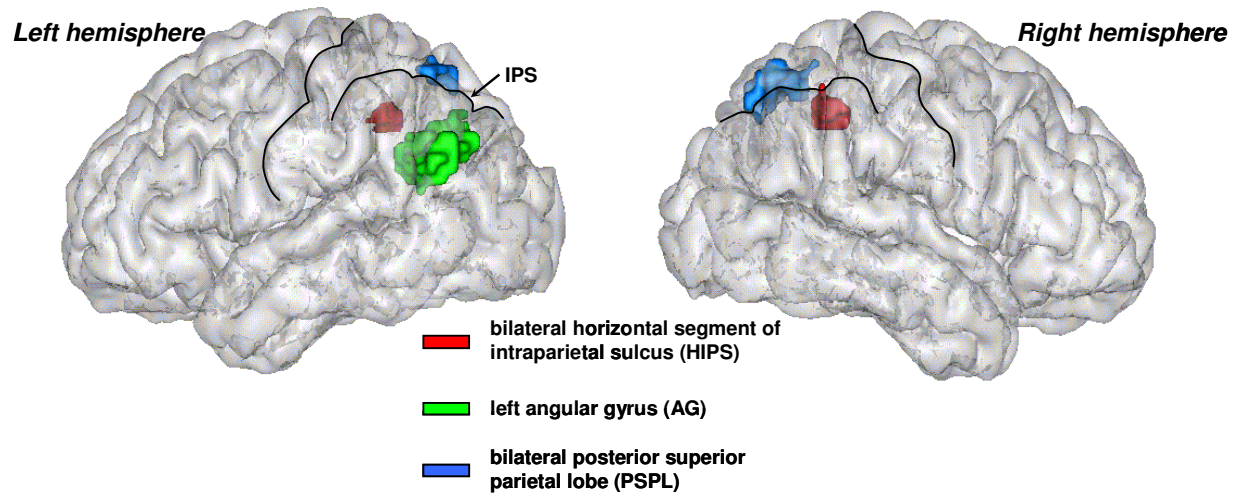 Left hemisphere
Right hemisphere
IPS
bilateral horizontal segment of
intraparietal sulcus (HIPS)
left angular gyrus (AG)
bilateral posterior superior
parietal lobe (PSPL)